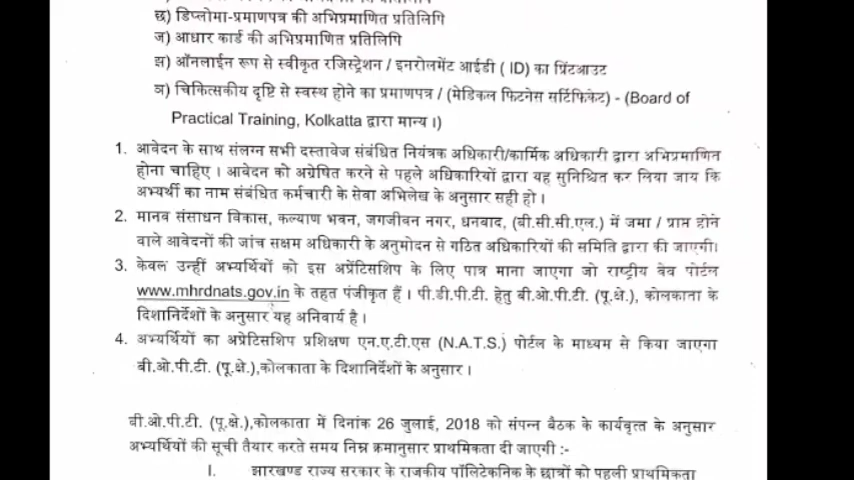 छ) डिप्लोमा-प्रमाणपत्र की अभिप्रमाणित प्रतिलिपि
ज) आधार कार्ड की अभिप्रमाणित प्रतिलिपि
झ) ऑनलाईन रूप से स्वीकृत रजिस्ट्रेशन / इनरोलमेंट आईडी ( ID) का प्रिंटआउट
ञ) चिकित्सकीय दृष्टि से स्वस्थ होने का प्रमाणपत्र / (मेडिकल फिटनेस सर्टिफिकेट) - (Board of
Practical Training, Kolkatta द्वारा मान्य ।)
1. आवेदन के साथ संलग्न सभी दस्तावेज संबंधित नियंत्रक अधिकारी/कार्मिक अधिकारी द्वारा अभिप्रमाणित
होना चाहिए । आवेदन को अग्रेषित करने से पहले अधिकारियों द्वारा यह सुनिश्चित कर लिया जाय कि
अभ्यर्थी का नाम संबंधित कर्मचारी के सेवा अभिलेख के अनुसार सही हो ।
2. मानव संसाधन विकास, कल्याण भवन, जगजीवन नगर, धनबाद, (बी.सी.सी.एल.) में जमा / प्राप्त होने
वाले आवेदनों की जांच सक्षम अधिकारी के अनुमोदन से गठित अधिकारियों की समिति द्वारा की जाएगी।
3. केवल उन्हीं अभ्यर्थियों को इस अप्रेंटिसशिप के लिए पात्र माना जाएगा जो राष्ट्रीय वेब पोर्टल
www.mhrdnats.gov.in के तहत पंजीकृत हैं । पी.डी.पी.टी. हेतु बी.ओ.पी.टी. (पू.क्षे.), कोलकाता के
दिशानिर्देशों के अनुसार यह अनिवार्य है ।
4. अभ्यर्थियों का अप्रेटिसशिप प्रशिक्षण एन.ए.टी.एस (N.A.T.S.) पोर्टल के माध्यम से किया जाएगा
बी.ओ.पी.टी. (पू.क्षे.),कोलकाता के दिशानिर्देशों के अनुसार ।
बी.ओ.पी.टी. (पू.क्षे.),कोलकाता में दिनांक 26 जुलाई, 2018 को संपन्न बैठक के कार्यवृत्त के अनुसार
अभ्यर्थियों की सूची तैयार करते समय निम्न क्रमानुसार प्राथमिकता दी जाएगी :-
I. झारखण्ड राज्य सरकार के राजकीय पॉलिटेकनिक के छात्रों को पहली प्राथमिकता